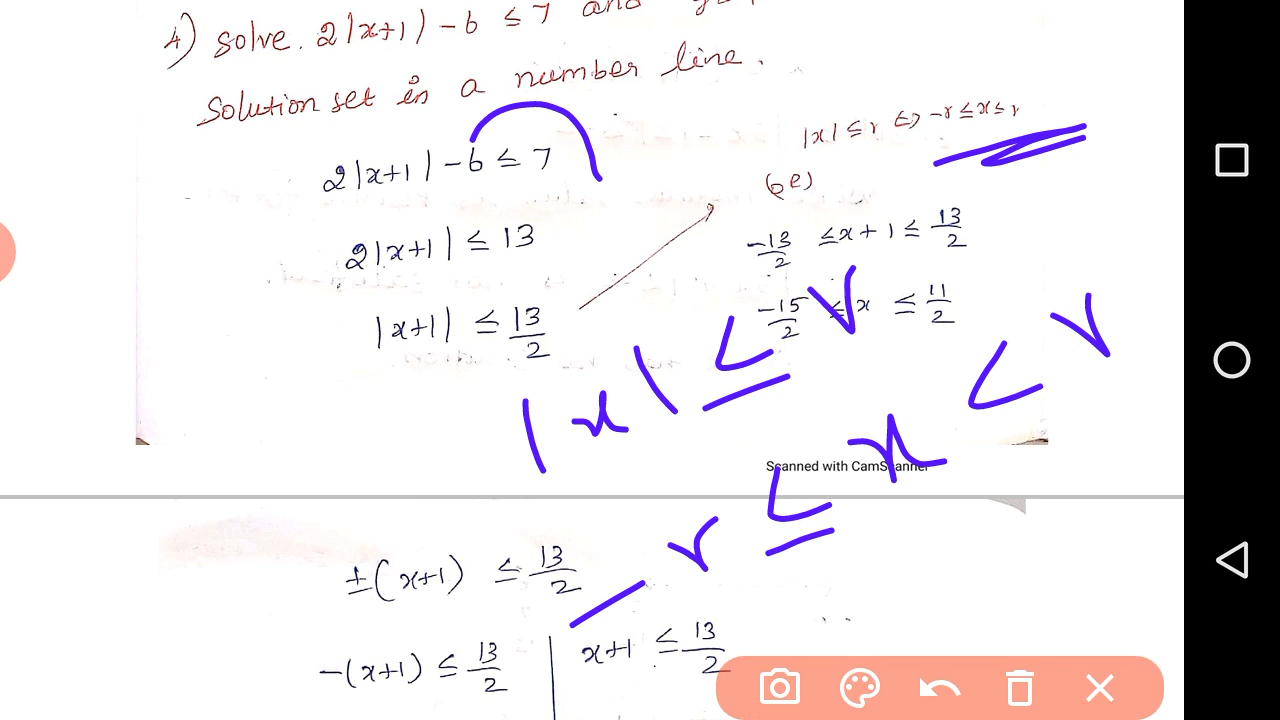 4) solve. 2|x+1| - 6 ≤ 7 and
Solution set in a number line.
2|x+1| - 6 ≤ 7
|x| ≤ r ⇔ -r ≤ x ≤ r
2|x+1| ≤ 13
-13/2 ≤ x + 1 ≤ 13/2
|x+1| ≤ 13/2
-15/2 ≤ x ≤ 11/2
|x| ≤ r
-r ≤ x < r
Scanned with CamScanner
±(x+1) ≤ 13/2
-(x+1) ≤ 13/2 | x+1 ≤ 13/2